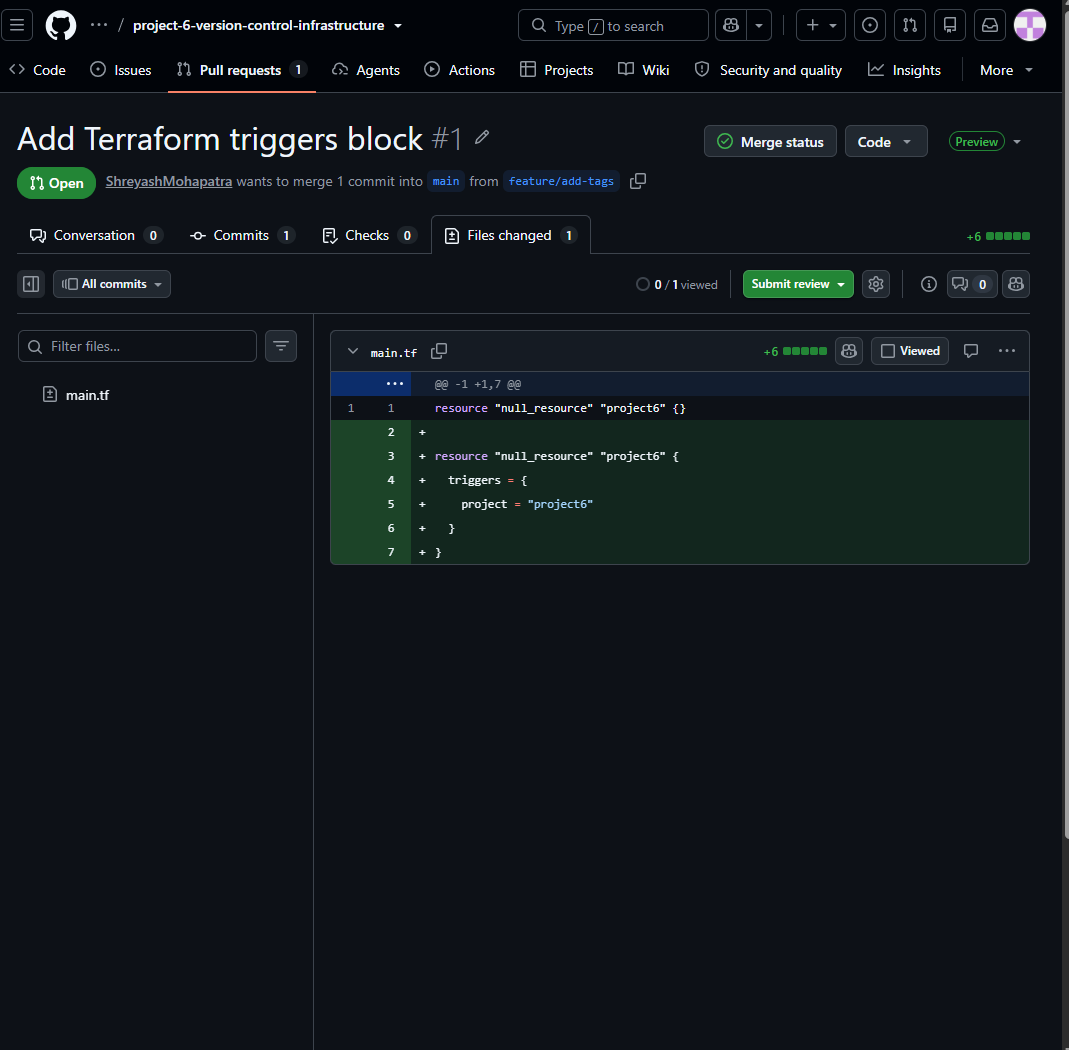 ··· / project-6-version-control-infrastructure Type / to search
Code Issues Pull requests 1 Agents Actions Projects Wiki Security and quality Insights More
Add Terraform triggers block #1 Merge status Code Preview
Open ShreyashMohapatra wants to merge 1 commit into main from feature/add-tags
Conversation 0 Commits 1 Checks 0 Files changed 1 +6
All commits 0 / 1 viewed Submit review 0
Filter files... main.tf +6 Viewed ···
main.tf
··· @@ -1 +1,7 @@
1 1 resource "null_resource" "project6" {}
2 +
3 + resource "null_resource" "project6" {
4 +   triggers = {
5 +     project = "project6"
6 +   }
7 + }